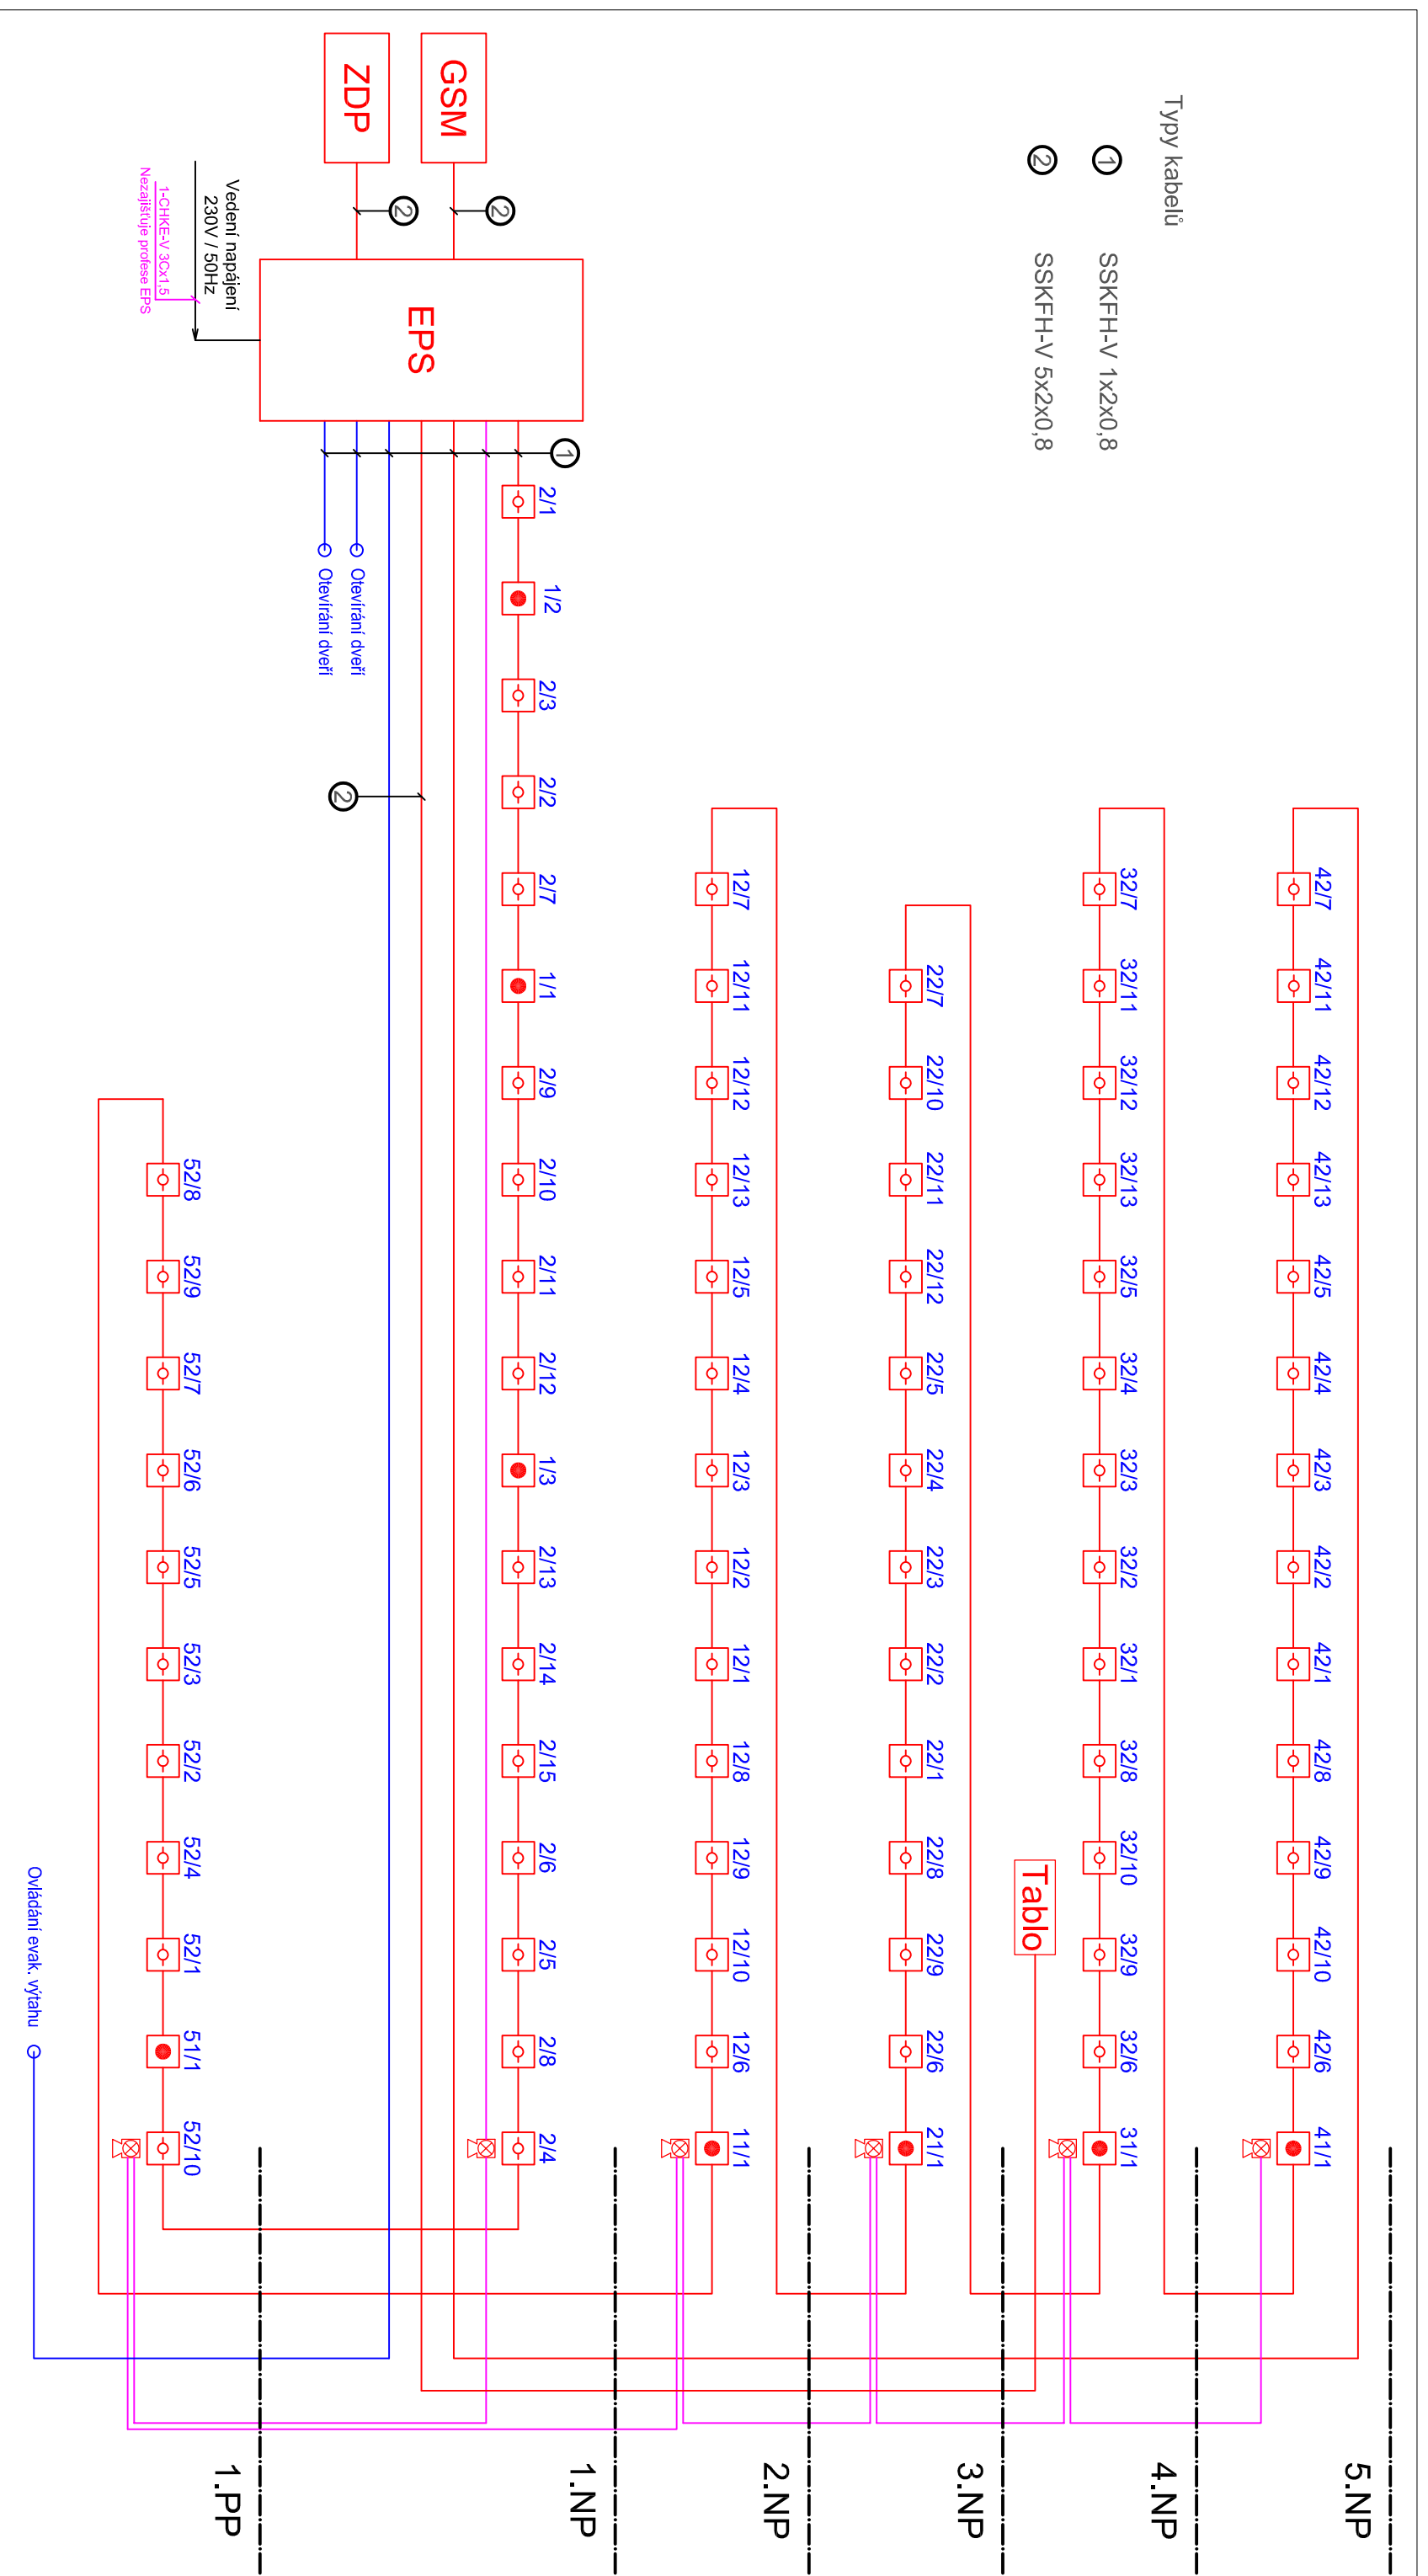 Typy kabelů
1 SSKFH-V 1x2x0,8
2 SSKFH-V 5x2x0,8
5.NP
42/7 42/11 42/12 42/13 42/5 42/4 42/3 42/2 42/1 42/8 42/9 42/10 42/6 41/1
4.NP
32/7 32/11 32/12 32/13 32/5 32/4 32/3 32/2 32/1 32/8 32/10 32/9 32/6 31/1
Tablo
3.NP
22/7 22/10 22/11 22/12 22/5 22/4 22/3 22/2 22/1 22/8 22/9 22/6 21/1
2.NP
12/7 12/11 12/12 12/13 12/5 12/4 12/3 12/2 12/1 12/8 12/9 12/10 12/6 11/1
1.NP
1
2/1 1/2 2/3 2/2 2/7 1/1 2/9 2/10 2/11 2/12 1/3 2/13 2/14 2/15 2/6 2/5 2/8 2/4
GSM
2
EPS
ZDP
2
2
Otevírání dveří
Otevírání dveří
Vedení napájení
230V / 50Hz
1-CHKE-V 3Cx1,5
Nezajišťuje profese EPS
1.PP
52/8 52/9 52/7 52/6 52/5 52/3 52/2 52/4 52/1 51/1 52/10
Ovládání evak. výtahu